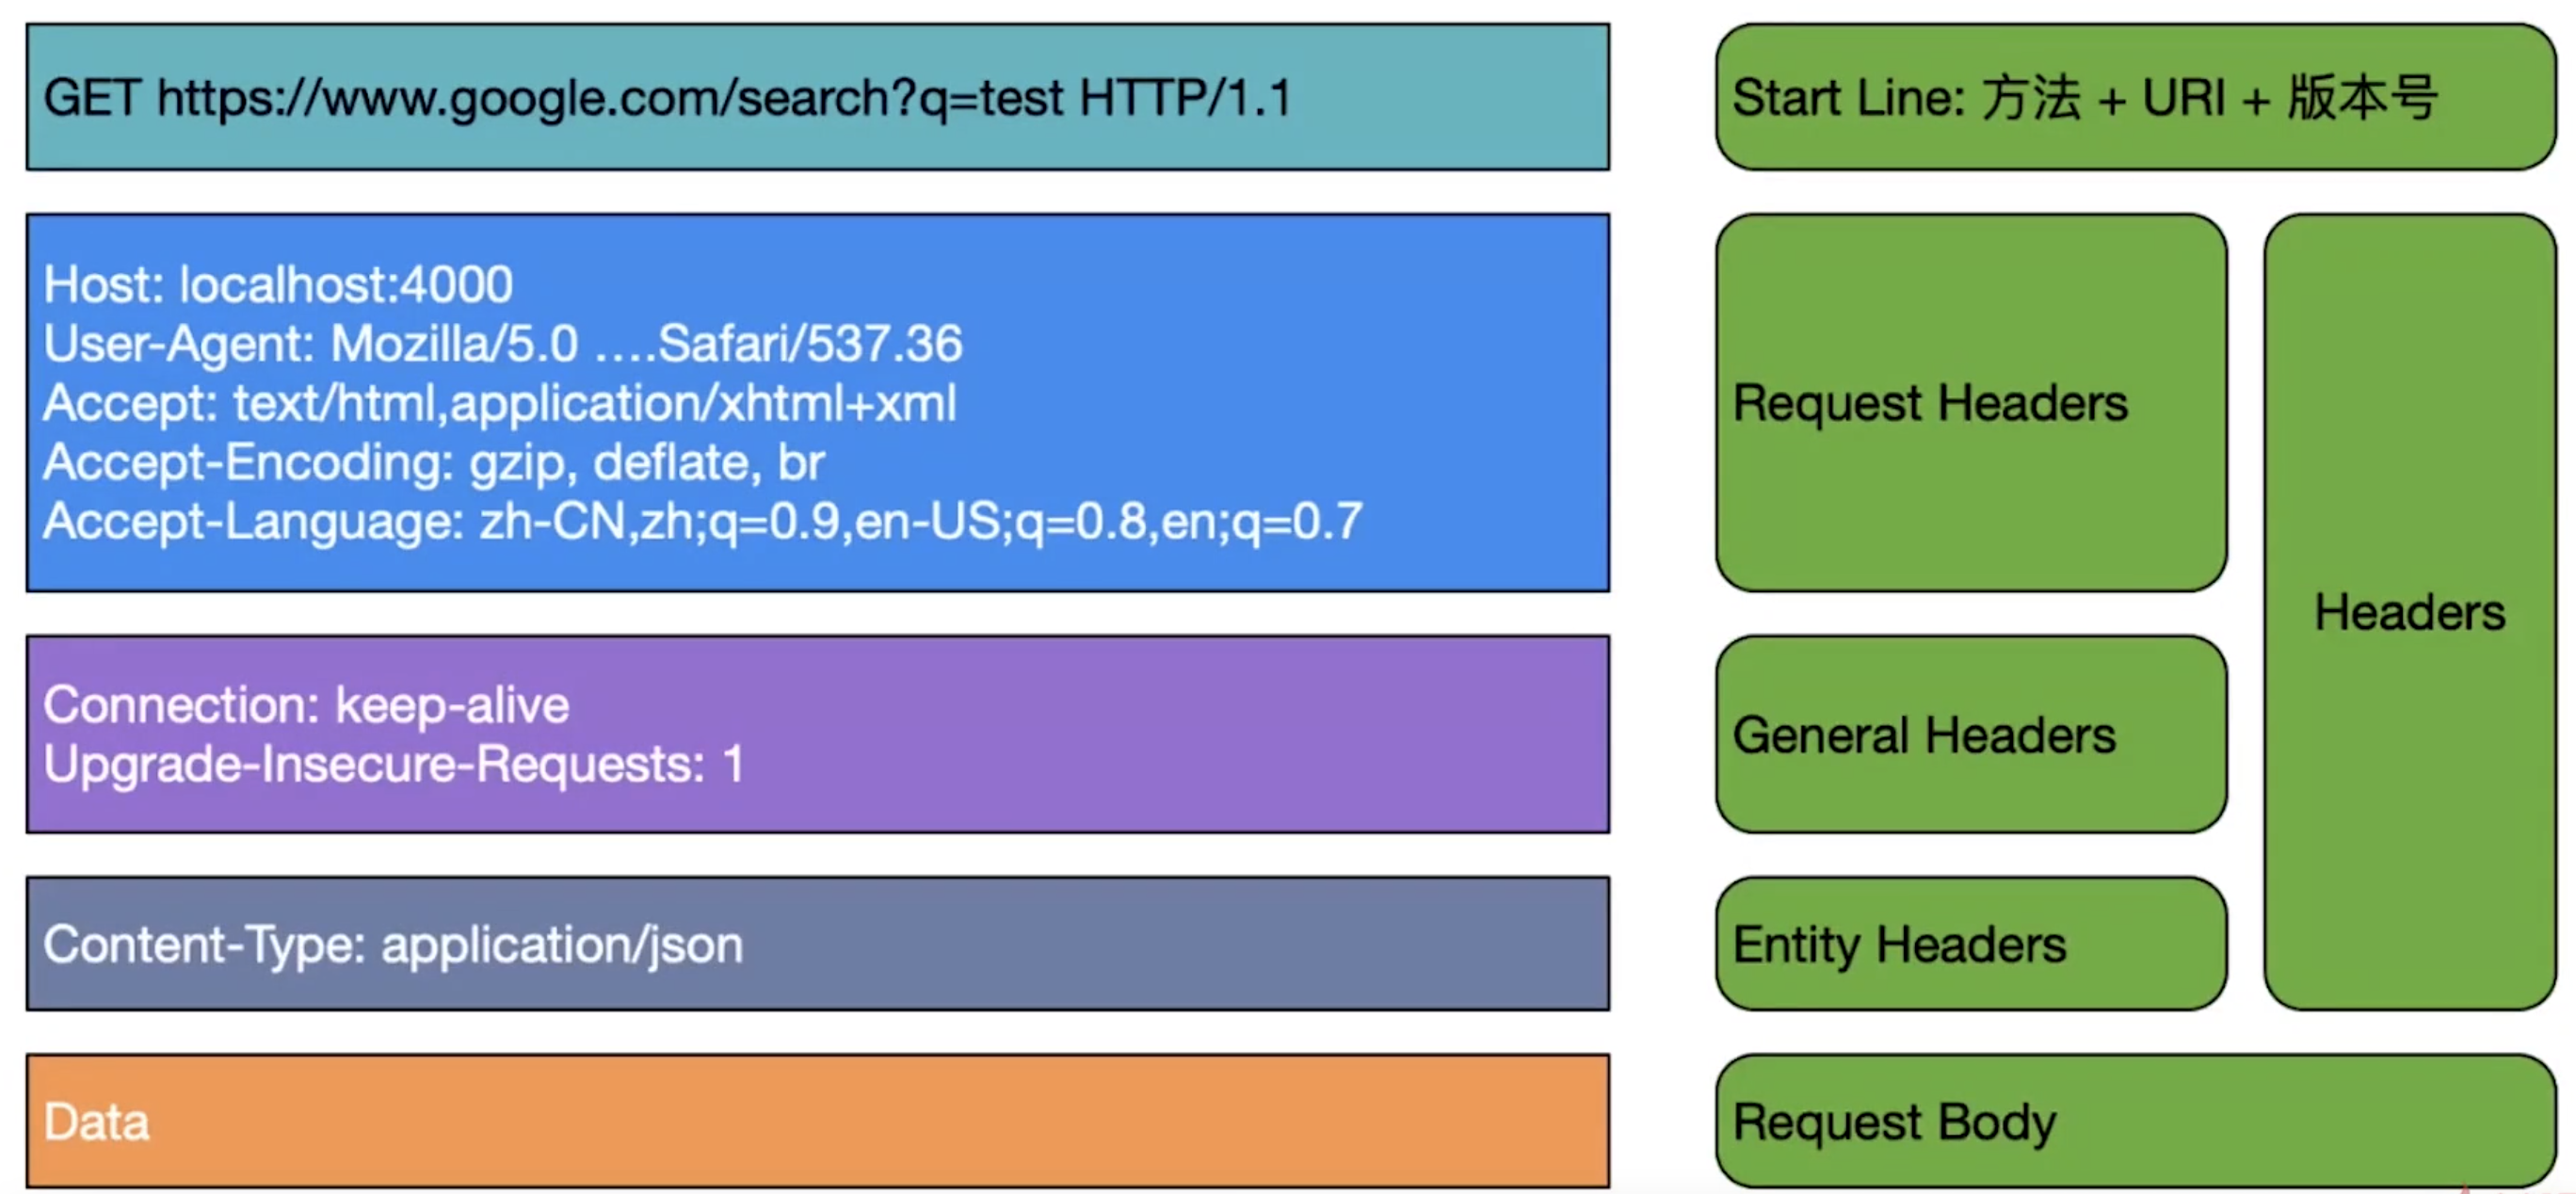 GET https://www.google.com/search?q=test HTTP/1.1
Start Line: 方法 + URI + 版本号
Host: localhost:4000
User-Agent: Mozilla/5.0 ....Safari/537.36
Accept: text/html,application/xhtml+xml
Accept-Encoding: gzip, deflate, br
Accept-Language: zh-CN,zh;q=0.9,en-US;q=0.8,en;q=0.7
Request Headers
Headers
Connection: keep-alive
Upgrade-Insecure-Requests: 1
General Headers
Content-Type: application/json
Entity Headers
Data
Request Body